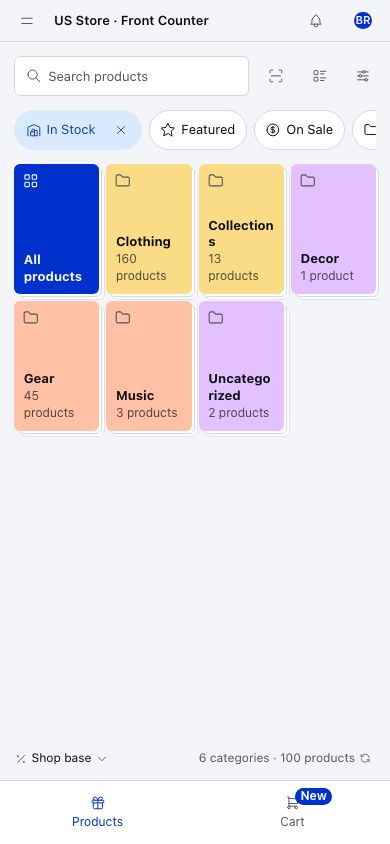 US Store · Front Counter
BR
Search products
In Stock
Featured
On Sale
All
products
Clothing
160
products
Collection
s
13
products
Decor
1 product
Gear
45
products
Music
3 products
Uncatego
rized
2 products
Shop base
6 categories · 100 products
Products
New
Cart